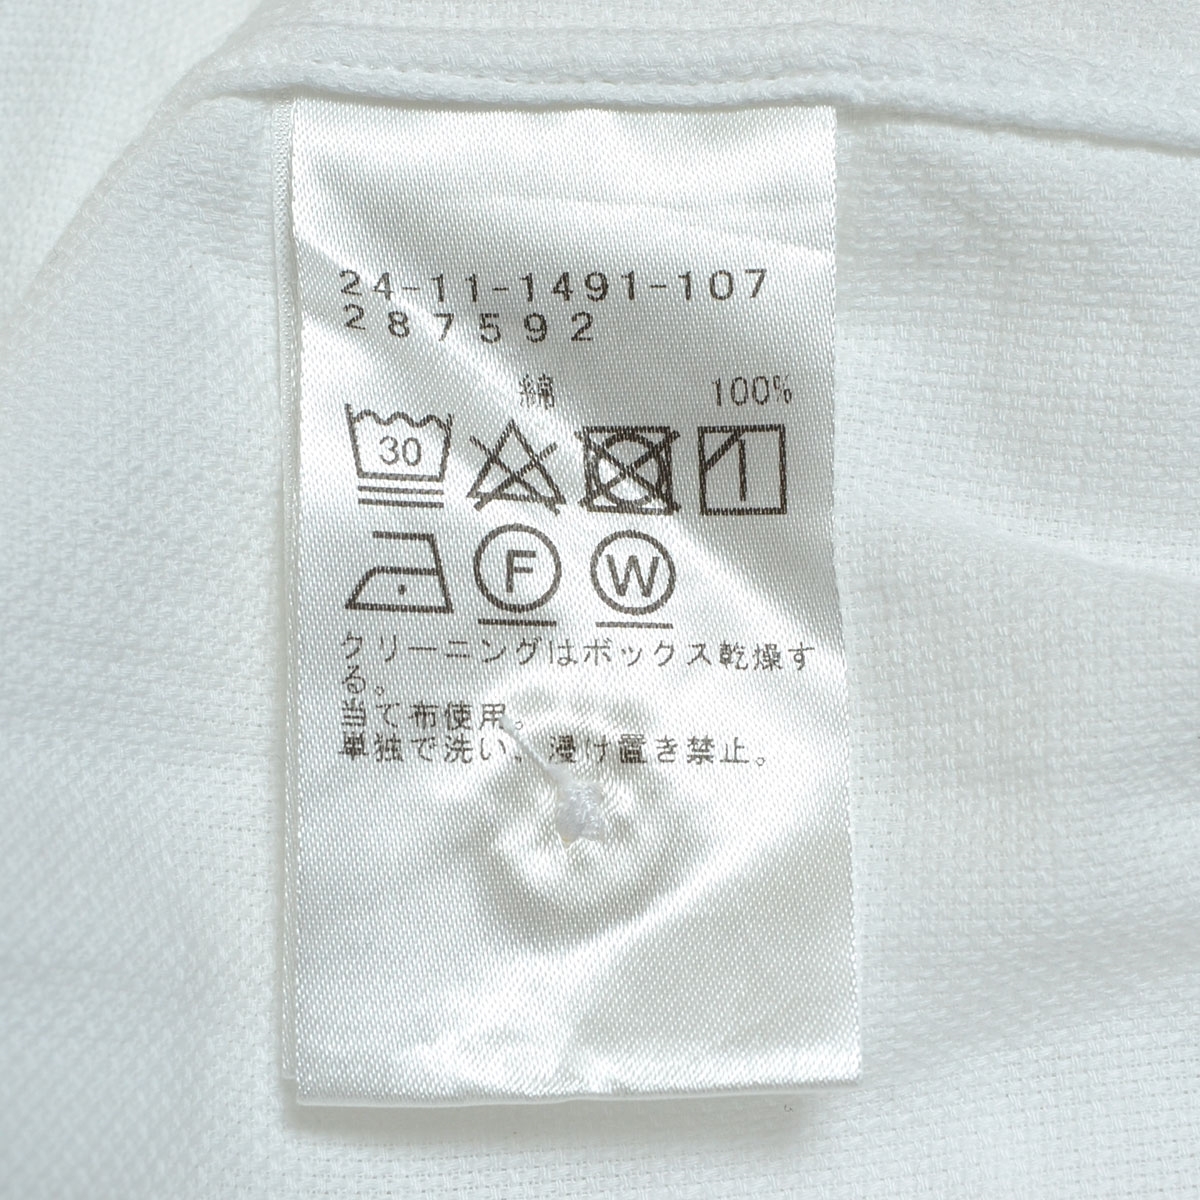 24-11-1491-107
287592
綿 100%
30
F W
クリーニングはボックス乾燥す
る。
当て布使用。
単独で洗い、浸け置き禁止。